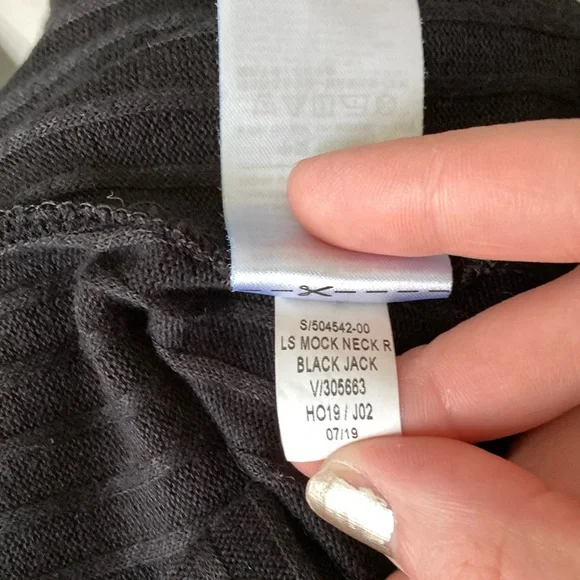 S/504542-00
LS MOCK NECK R
BLACK JACK
V/305663
HO19 / J02
07/19